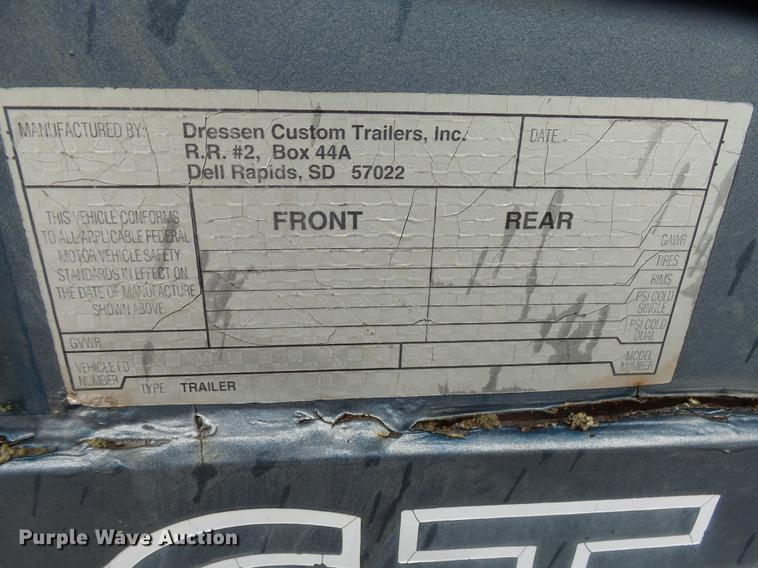 MANUFACTURED BY:
Dressen Custom Trailers, Inc.
R.R. #2, Box 44A
Dell Rapids, SD 57022
DATE:
THIS VEHICLE CONFORMS
TO ALL APPLICABLE FEDERAL
MOTOR VEHICLE SAFETY
STANDARDS IN EFFECT ON
THE DATE OF MANUFACTURE
SHOWN ABOVE.
FRONT
REAR
GAWR
TIRES
RIMS
PSI COLD
SINGLE
PSI COLD
DUAL
GVWR
VEHICLE I.D.
NUMBER
MODEL
NUMBER
TYPE: TRAILER
Purple Wave Auction